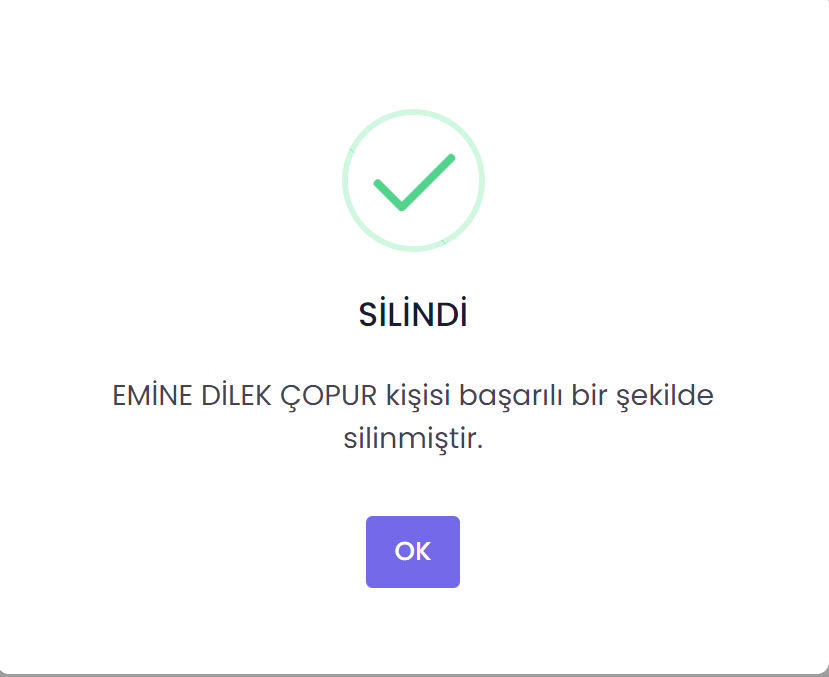 SİLİNDİ
EMİNE DİLEK ÇOPUR kişisi başarılı bir şekilde
silinmiştir.
OK